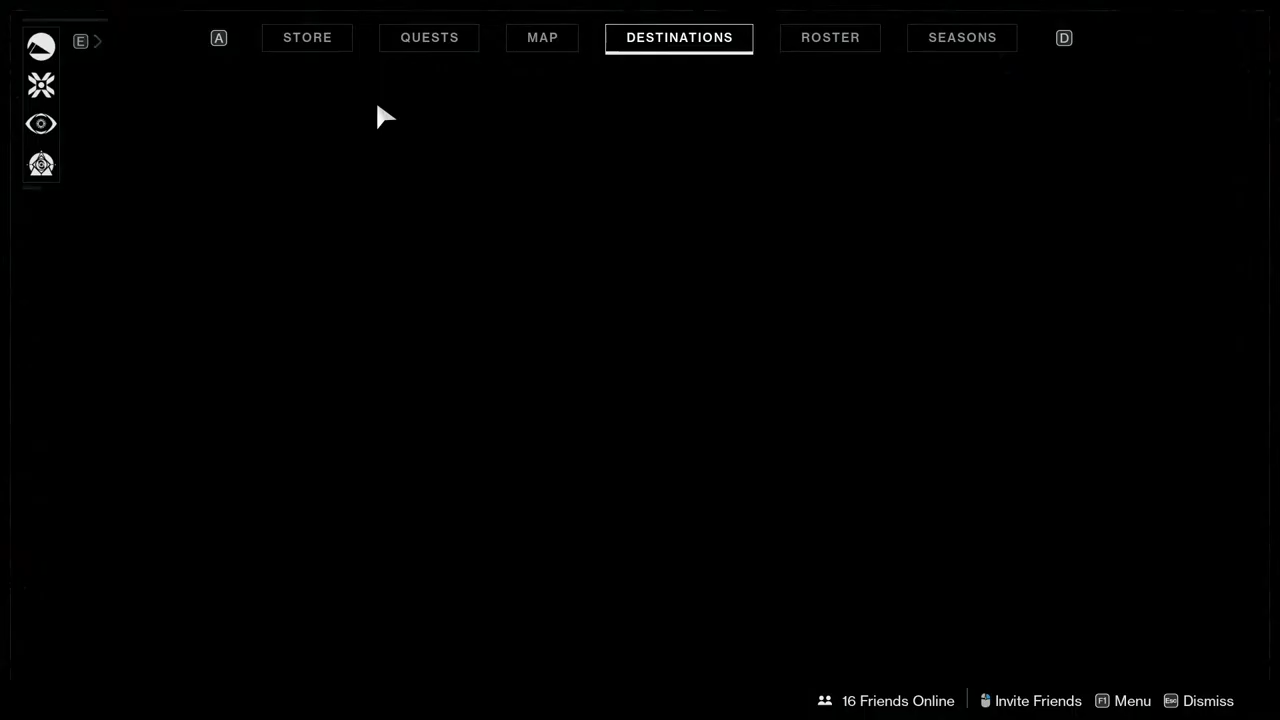 E
A
STORE
QUESTS
MAP
DESTINATIONS
ROSTER
SEASONS
D
16 Friends Online
Invite Friends
F1 Menu
Esc Dismiss